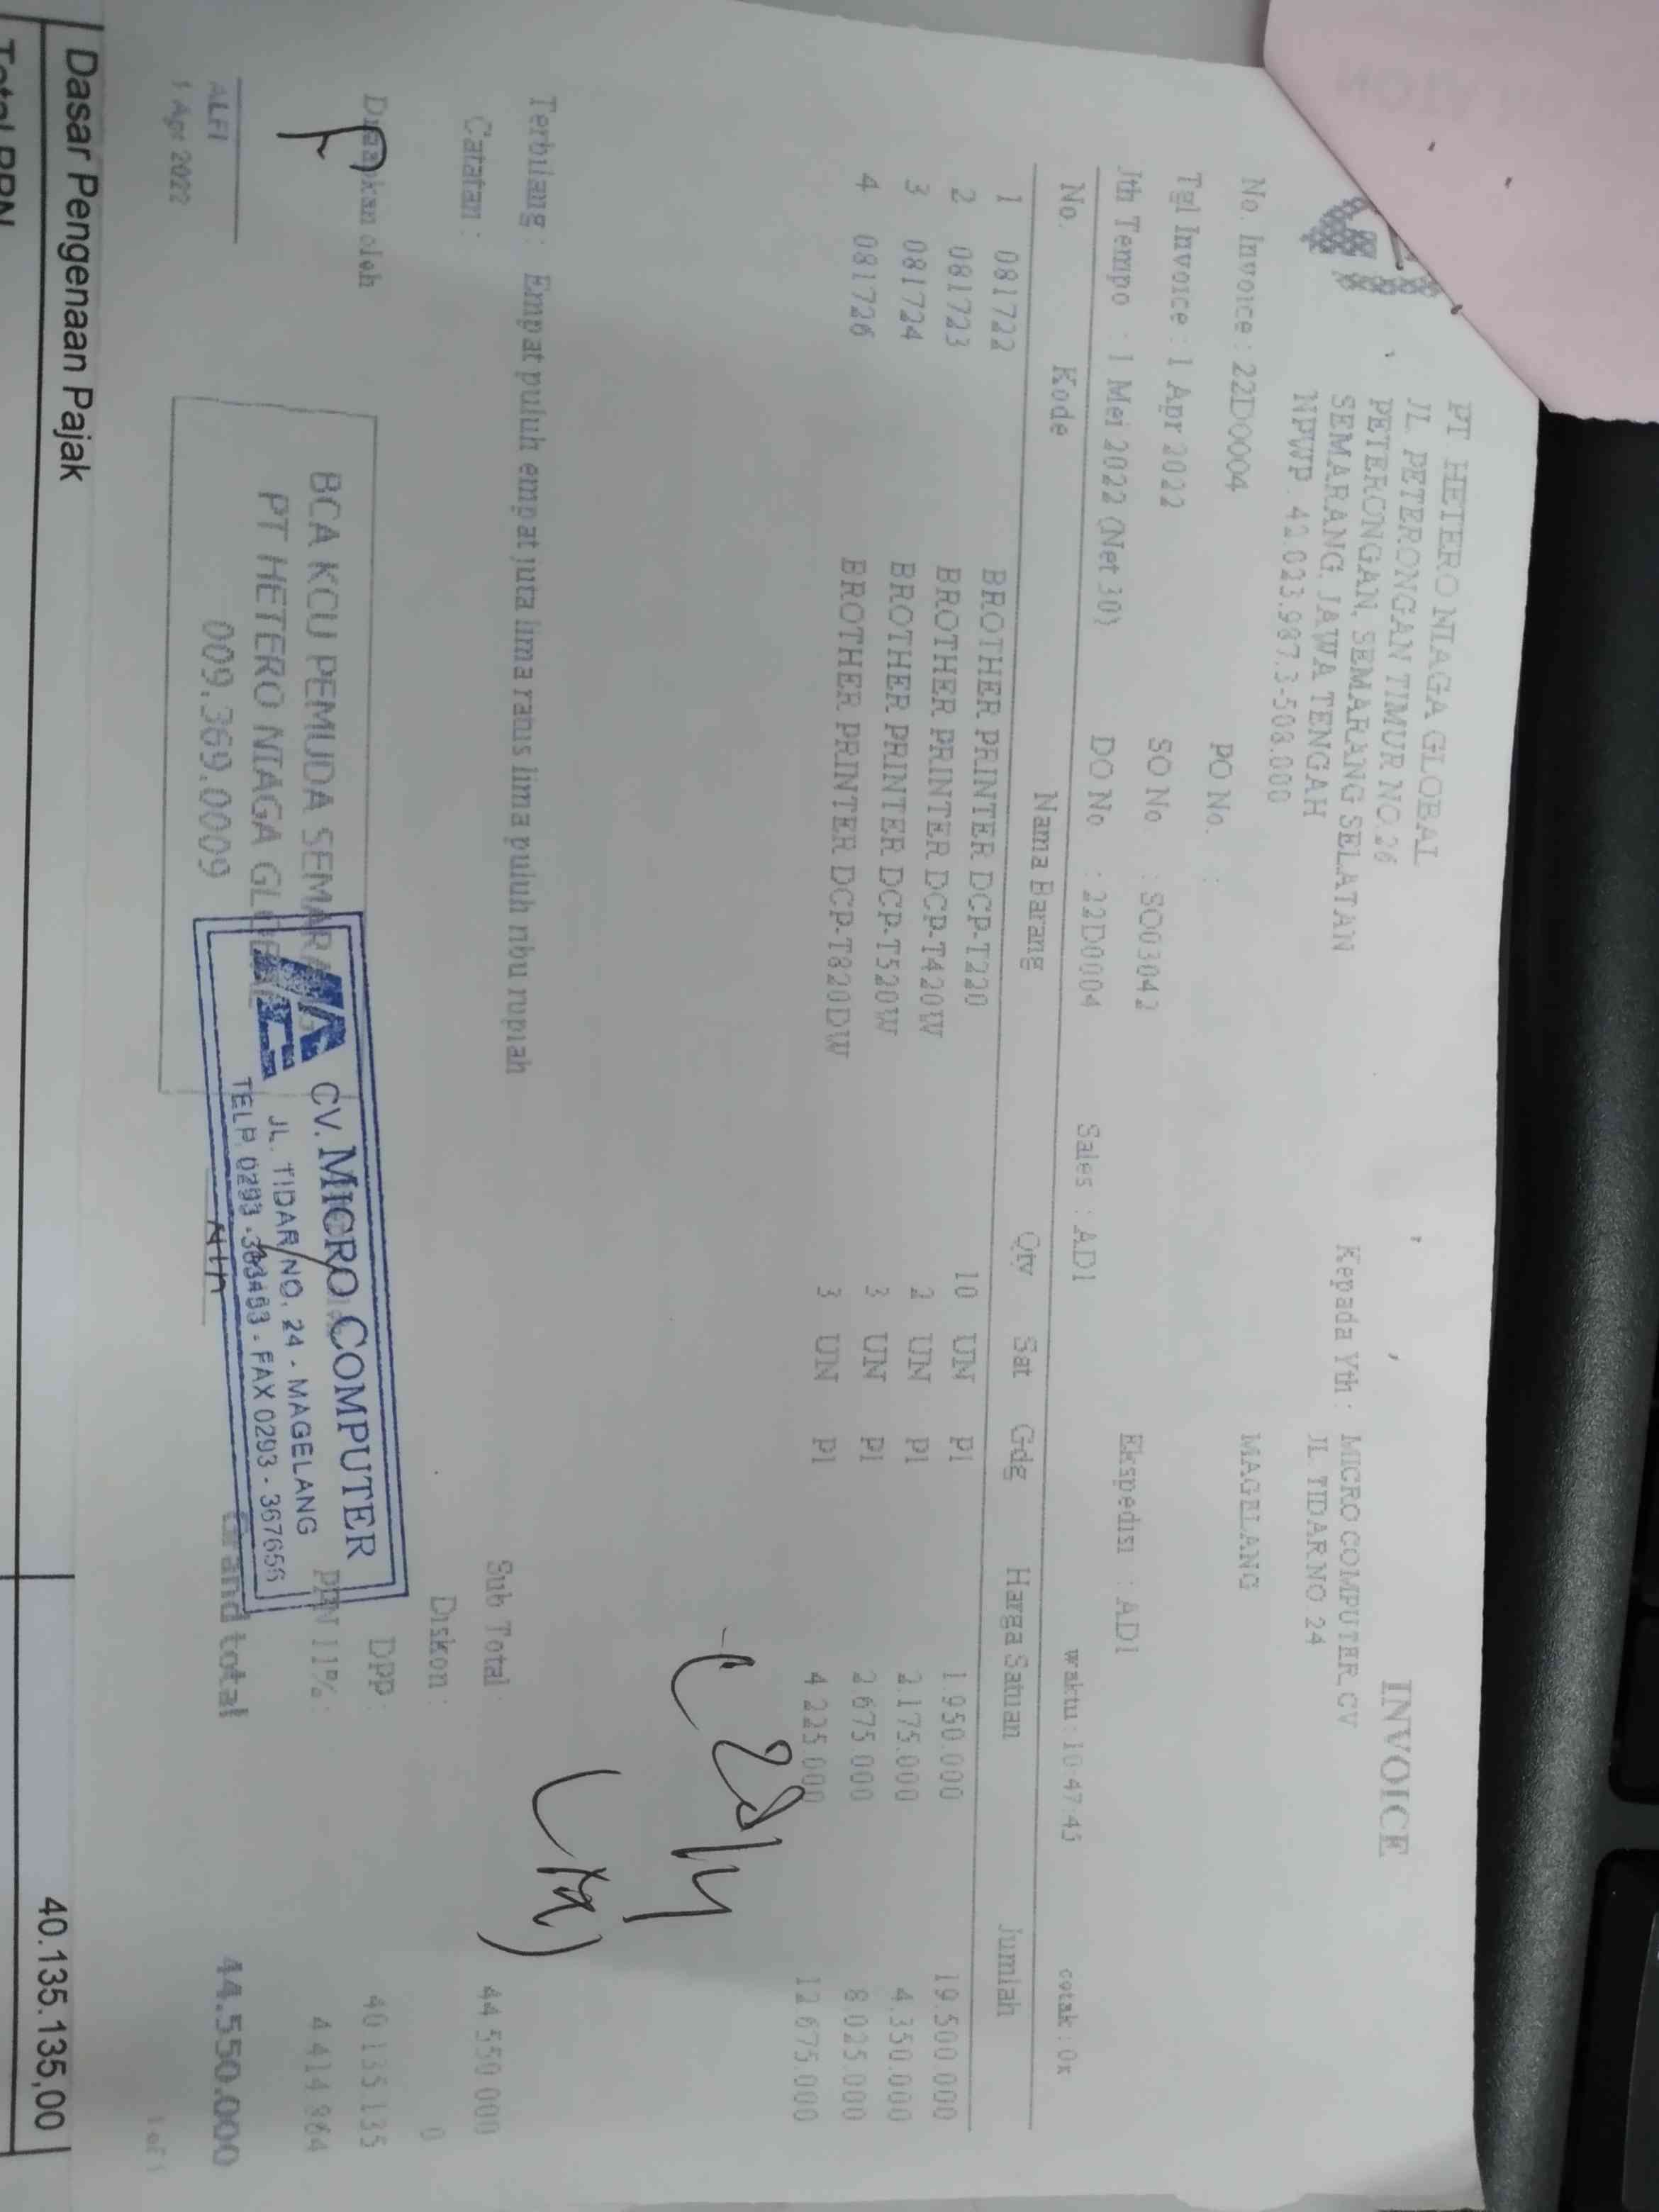 INVOICE
PT HETERO NIAGA GLOBAL
JL. PETERONGAN TIMUR NO.26
PETERONGAN, SEMARANG SELATAN
SEMARANG, JAWA TENGAH
NPWP : 42.023.987.3-508.000
Kepada Yth : MICRO COMPUTER, CV
JL. TIDAR NO 24
MAGELANG
No. Invoice : 22D0004
PO No. :
Tgl Invoice : 1 Apr 2022
SO No : SO03042
Ekspedisi : AD1
Jth Tempo : 1 Mei 2022 (Net 30)
DO No : 22D0004
Sales : AD1
waktu : 10:47:45
cetak : 0x
No. Kode Nama Barang Qty Sat Gdg Harga Satuan Jumlah
1 081722 BROTHER PRINTER DCP-T220 10 UN P1 1.950.000 19.500.000
2 081723 BROTHER PRINTER DCP-T420W 2 UN P1 2.175.000 4.350.000
3 081724 BROTHER PRINTER DCP-T520W 3 UN P1 2.675.000 8.025.000
4 081726 BROTHER PRINTER DCP-T820DW 3 UN P1 4.225.000 12.675.000
Terbilang : Empat puluh empat juta lima ratus lima puluh ribu rupiah
Catatan :
Sub Total : 44.550.000
Diskon : 0
DPP : 40.135.135
PPN 11% : 4.414.864
Grand total 44.550.000
Disiapkan oleh
ALFI
1 Apr 2022
BCA KCU PEMUDA SEMARANG
PT HETERO NIAGA GLOBAL
009.369.0009
CV. MICRO COMPUTER
JL. TIDAR NO. 24 - MAGELANG
TELP. 0293 - 363463 - FAX 0293 - 367656
1 of 1
Dasar Pengenaan Pajak 40.135.135,00
Total PPN